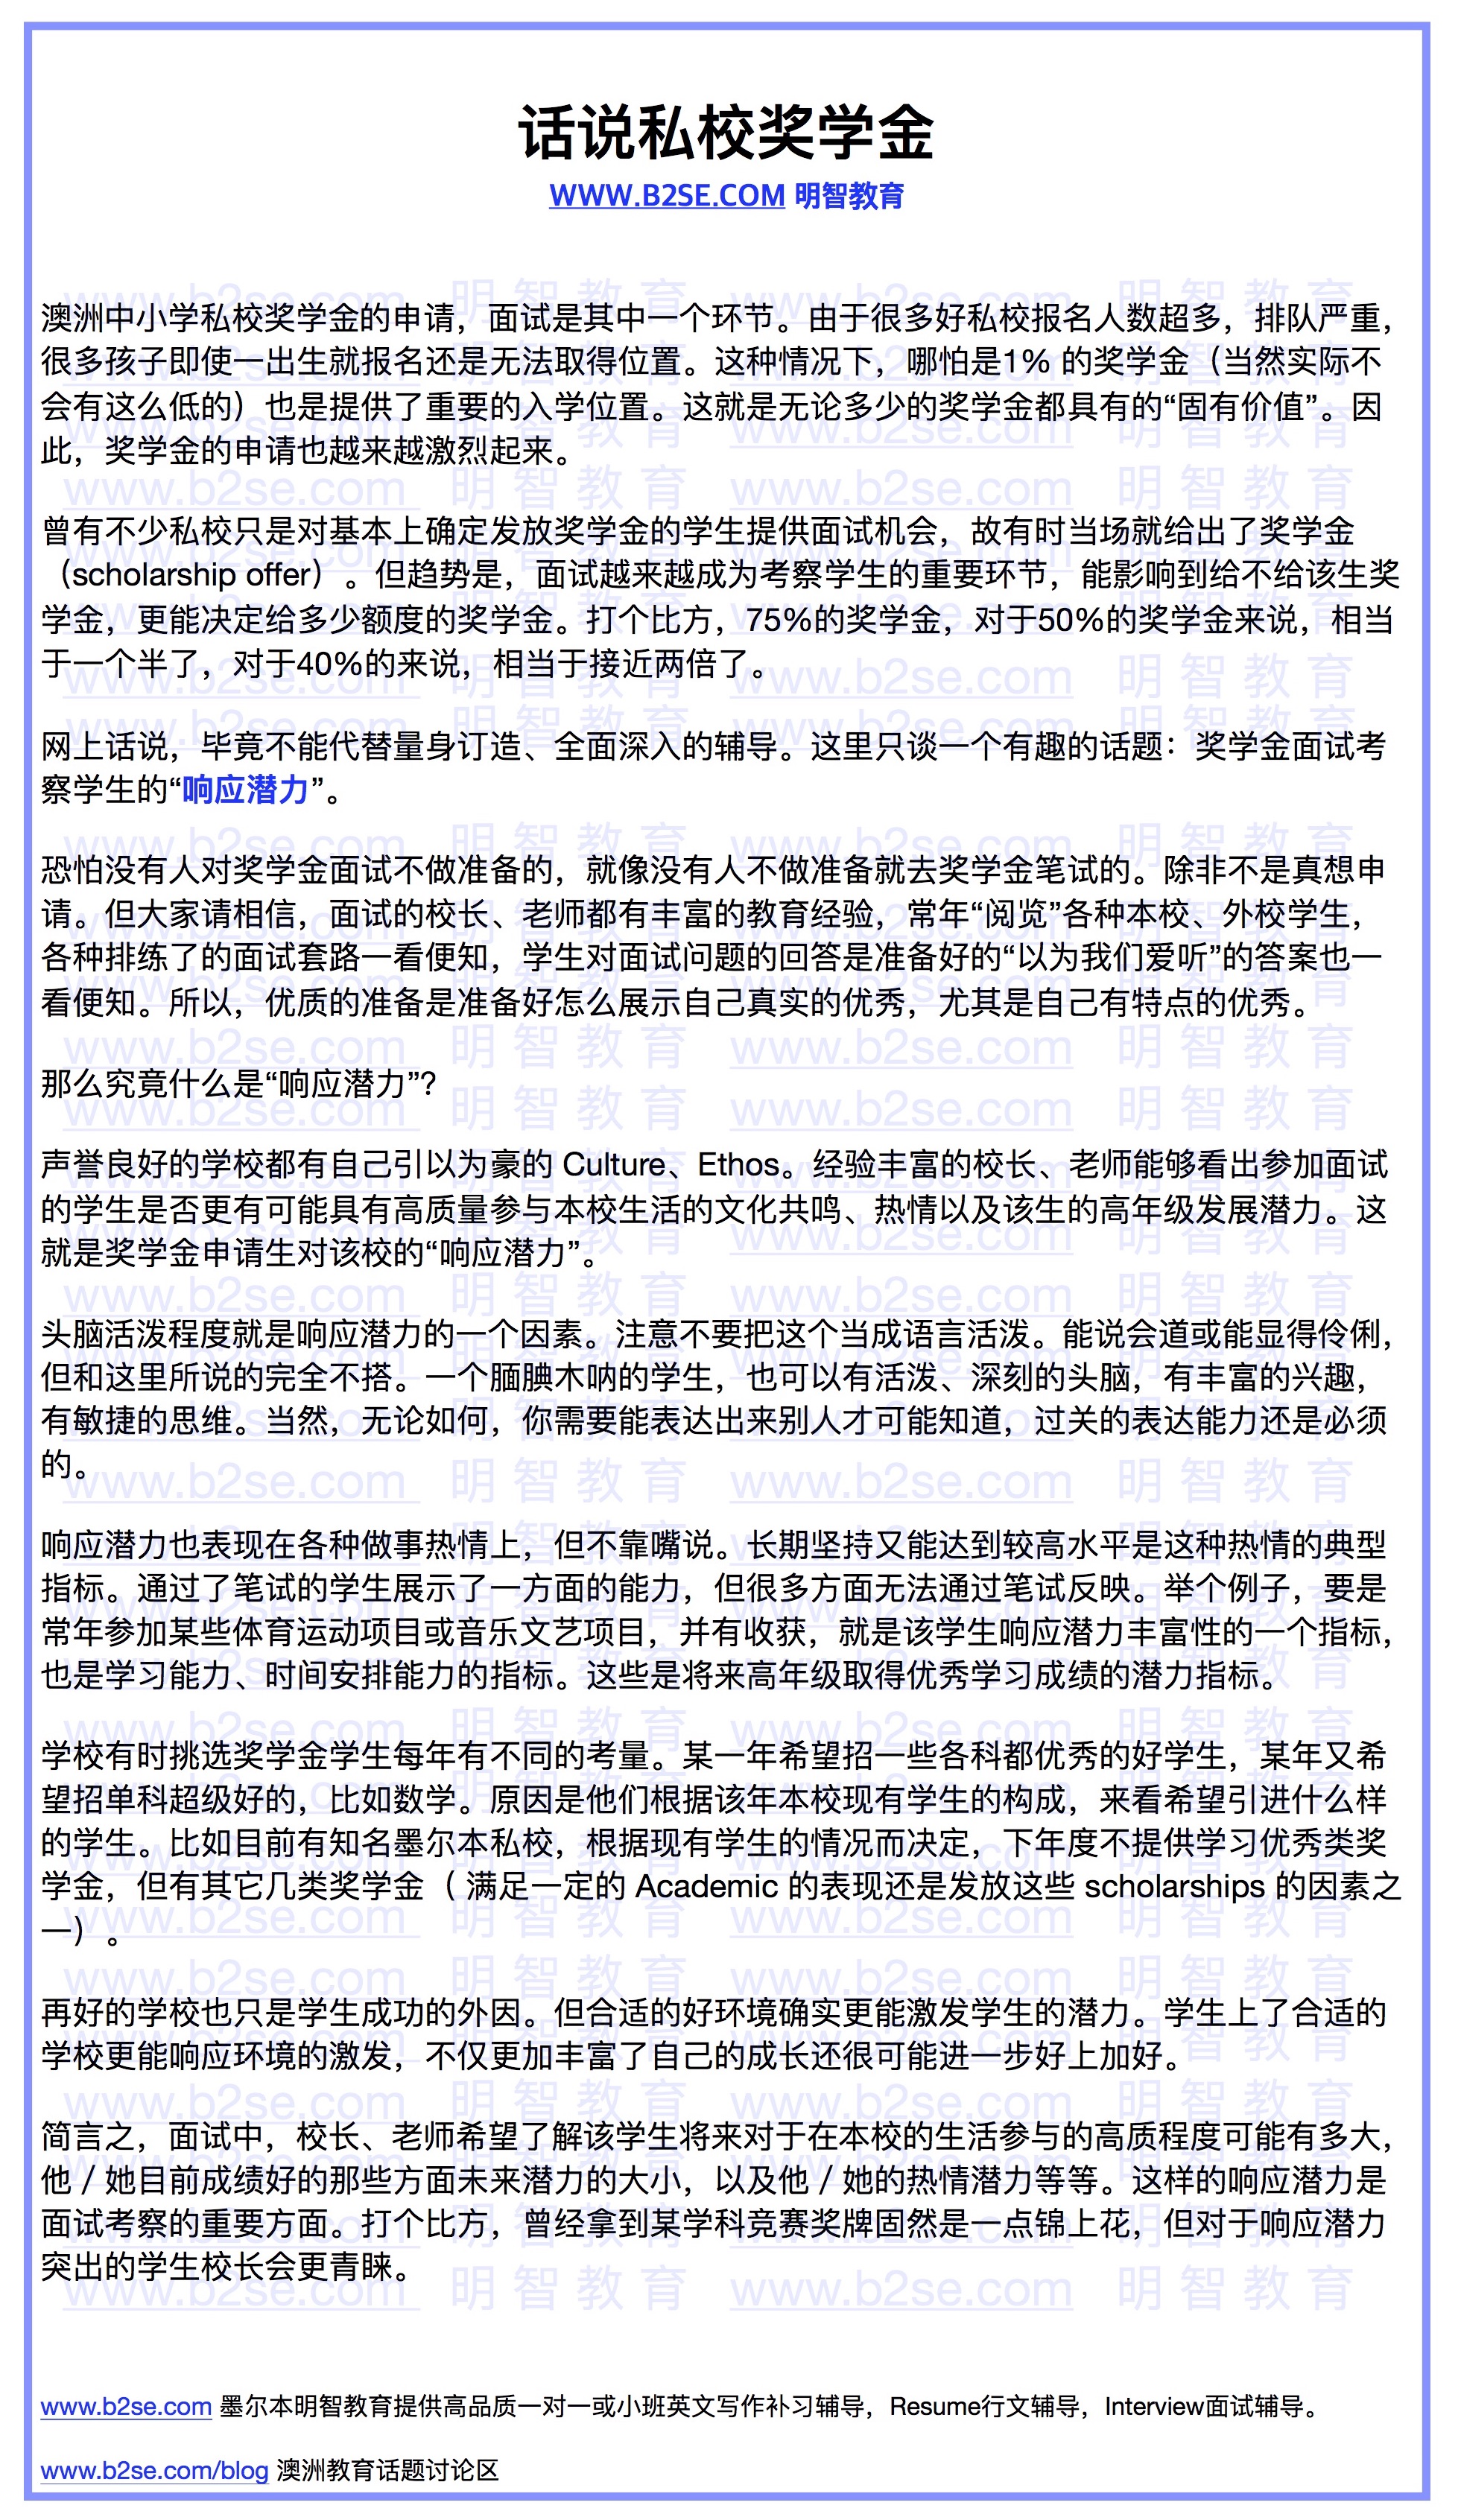 话说私校奖学金
WWW.B2SE.COM 明智教育
澳洲中小学私校奖学金的申请，面试是其中一个环节。由于很多好私校报名人数超多，排队严重，
很多孩子即使一出生就报名还是无法取得位置。这种情况下，哪怕是1% 的奖学金（当然实际不
会有这么低的）也是提供了重要的入学位置。这就是无论多少的奖学金都具有的“固有价值”。因
此，奖学金的申请也越来越激烈起来。
曾有不少私校只是对基本上确定发放奖学金的学生提供面试机会，故有时当场就给出了奖学金
（scholarship offer）。但趋势是，面试越来越成为考察学生的重要环节，能影响到给不给该生奖
学金，更能决定给多少额度的奖学金。打个比方，75%的奖学金，对于50%的奖学金来说，相当
于一个半了，对于40%的来说，相当于接近两倍了。
网上话说，毕竟不能代替量身订造、全面深入的辅导。这里只谈一个有趣的话题：奖学金面试考
察学生的“响应潜力”。
恐怕没有人对奖学金面试不做准备的，就像没有人不做准备就去奖学金笔试的。除非不是真想申
请。但大家请相信，面试的校长、老师都有丰富的教育经验，常年“阅览”各种本校、外校学生，
各种排练了的面试套路一看便知，学生对面试问题的回答是准备好的“以为我们爱听”的答案也一
看便知。所以，优质的准备是准备好怎么展示自己真实的优秀，尤其是自己有特点的优秀。
那么究竟什么是“响应潜力”？
声誉良好的学校都有自己引以为豪的 Culture、Ethos。经验丰富的校长、老师能够看出参加面试
的学生是否更有可能具有高质量参与本校生活的文化共鸣、热情以及该生的高年级发展潜力。这
就是奖学金申请生对该校的“响应潜力”。
头脑活泼程度就是响应潜力的一个因素。注意不要把这个当成语言活泼。能说会道或能显得伶俐，
但和这里所说的完全不搭。一个腼腆木呐的学生，也可以有活泼、深刻的头脑，有丰富的兴趣，
有敏捷的思维。当然，无论如何，你需要能表达出来别人才可能知道，过关的表达能力还是必须
的。
响应潜力也表现在各种做事热情上，但不靠嘴说。长期坚持又能达到较高水平是这种热情的典型
指标。通过了笔试的学生展示了一方面的能力，但很多方面无法通过笔试反映。举个例子，要是
常年参加某些体育运动项目或音乐文艺项目，并有收获，就是该学生响应潜力丰富性的一个指标，
也是学习能力、时间安排能力的指标。这些是将来高年级取得优秀学习成绩的潜力指标。
学校有时挑选奖学金学生每年有不同的考量。某一年希望招一些各科都优秀的好学生，某年又希
望招单科超级好的，比如数学。原因是他们根据该年本校现有学生的构成，来看希望引进什么样
的学生。比如目前有知名墨尔本私校，根据现有学生的情况而决定，下年度不提供学习优秀类奖
学金，但有其它几类奖学金（ 满足一定的 Academic 的表现还是发放这些 scholarships 的因素之
一）。
再好的学校也只是学生成功的外因。但合适的好环境确实更能激发学生的潜力。学生上了合适的
学校更能响应环境的激发，不仅更加丰富了自己的成长还很可能进一步好上加好。
简言之，面试中，校长、老师希望了解该学生将来对于在本校的生活参与的高质程度可能有多大，
他 / 她目前成绩好的那些方面未来潜力的大小，以及他 / 她的热情潜力等等。这样的响应潜力是
面试考察的重要方面。打个比方，曾经拿到某学科竞赛奖牌固然是一点锦上花，但对于响应潜力
突出的学生校长会更青睐。
www.b2se.com 墨尔本明智教育提供高品质一对一或小班英文写作补习辅导，Resume行文辅导，Interview面试辅导。
www.b2se.com/blog 澳洲教育话题讨论区